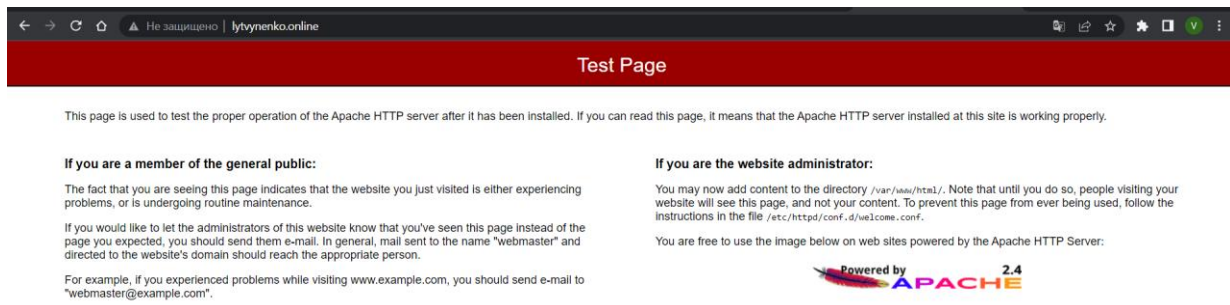 Не защищено | lytvynenko.online
V
Test Page
This page is used to test the proper operation of the Apache HTTP server after it has been installed. If you can read this page, it means that the Apache HTTP server installed at this site is working properly.
If you are a member of the general public:
The fact that you are seeing this page indicates that the website you just visited is either experiencing
problems, or is undergoing routine maintenance.
If you would like to let the administrators of this website know that you've seen this page instead of the
page you expected, you should send them e-mail. In general, mail sent to the name "webmaster" and
directed to the website's domain should reach the appropriate person.
For example, if you experienced problems while visiting www.example.com, you should send e-mail to
"webmaster@example.com".
If you are the website administrator:
You may now add content to the directory /var/www/html/. Note that until you do so, people visiting your
website will see this page, and not your content. To prevent this page from ever being used, follow the
instructions in the file /etc/httpd/conf.d/welcome.conf.
You are free to use the image below on web sites powered by the Apache HTTP Server:
Powered by 2.4
APACHE